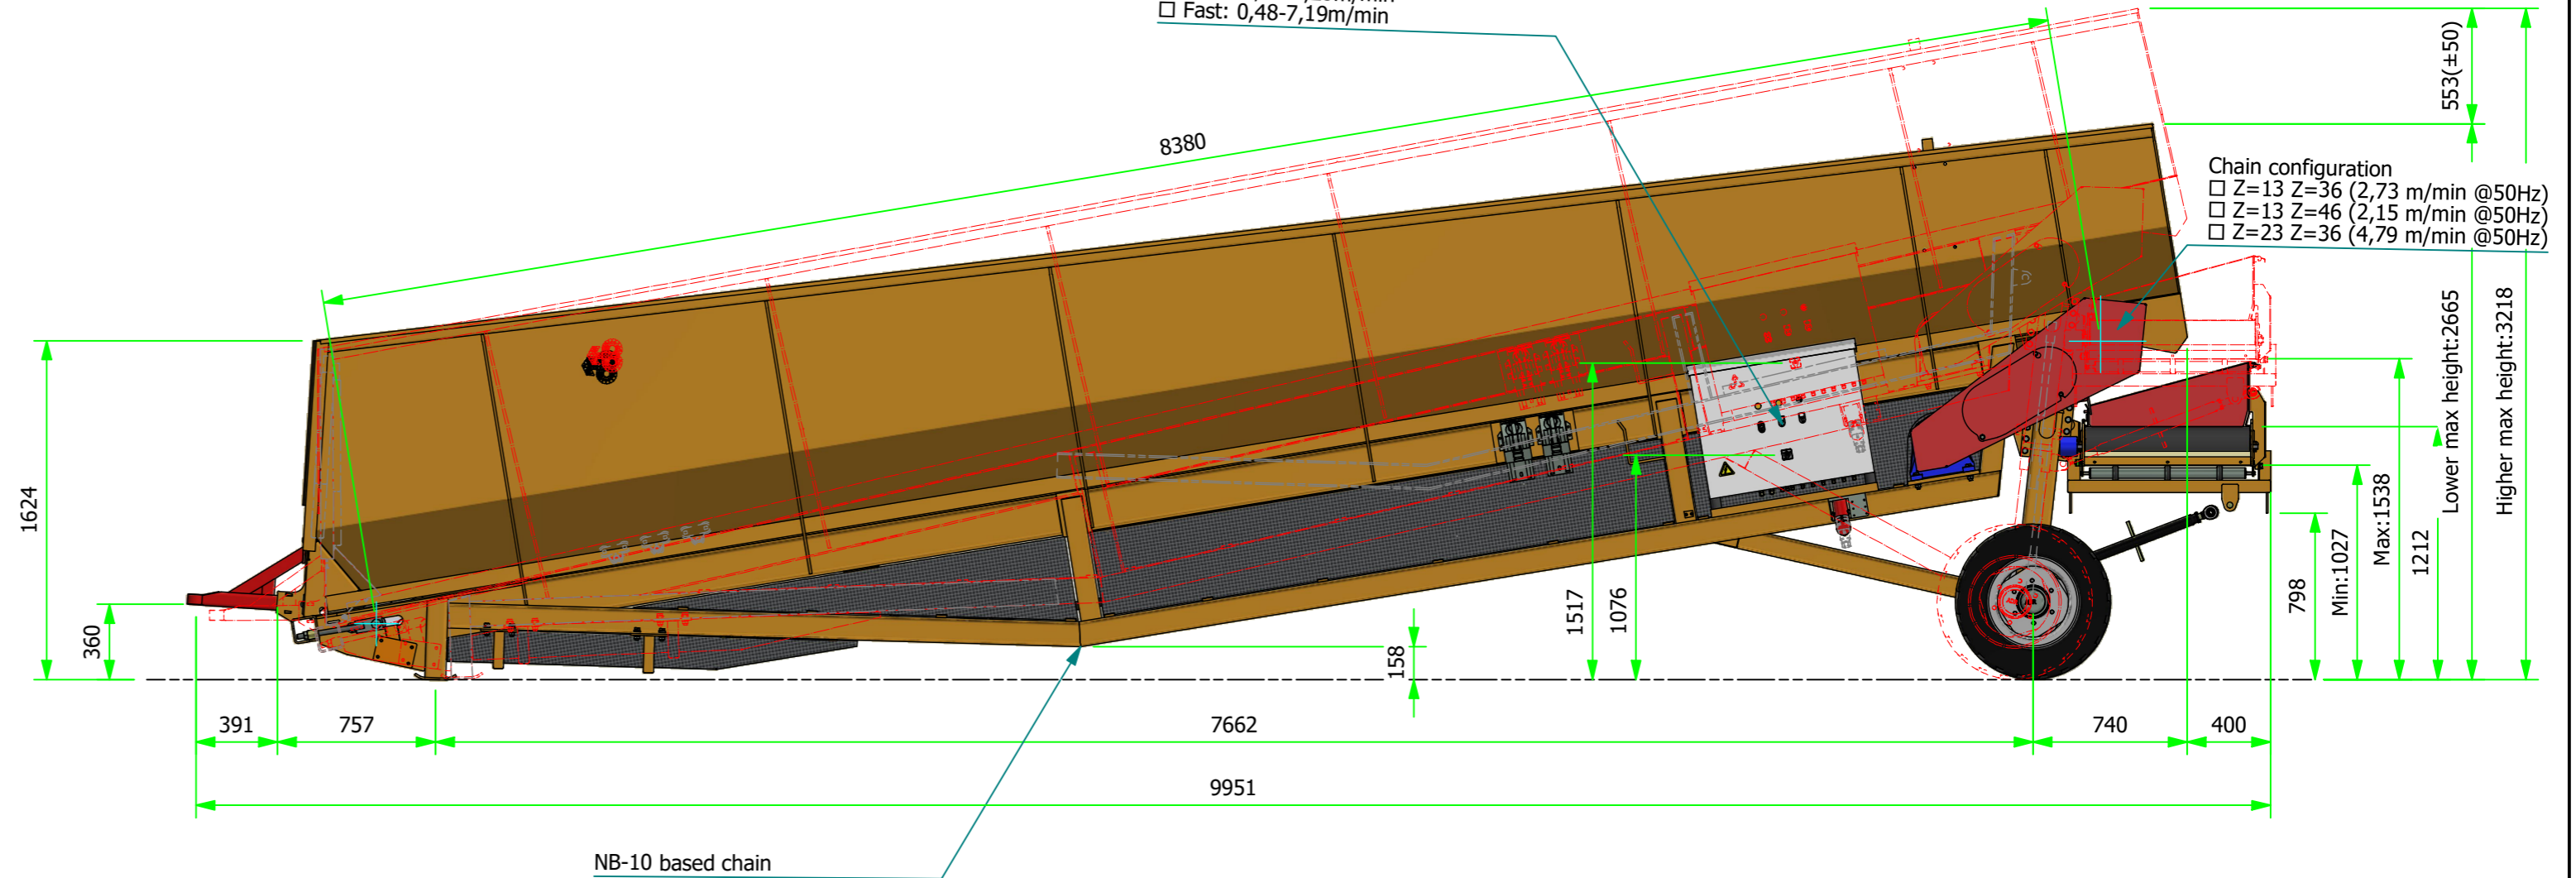 □ Fast: 0,48-7,19m/min
8380
553(±50)
Chain configuration
□ Z=13 Z=36 (2,73 m/min @50Hz)
□ Z=13 Z=46 (2,15 m/min @50Hz)
□ Z=23 Z=36 (4,79 m/min @50Hz)
Lower max height:2665
Higher max height:3218
1624
360
1517
1076
158
798
Min:1027
Max:1538
1212
391
757
7662
740
400
9951
NB-10 based chain